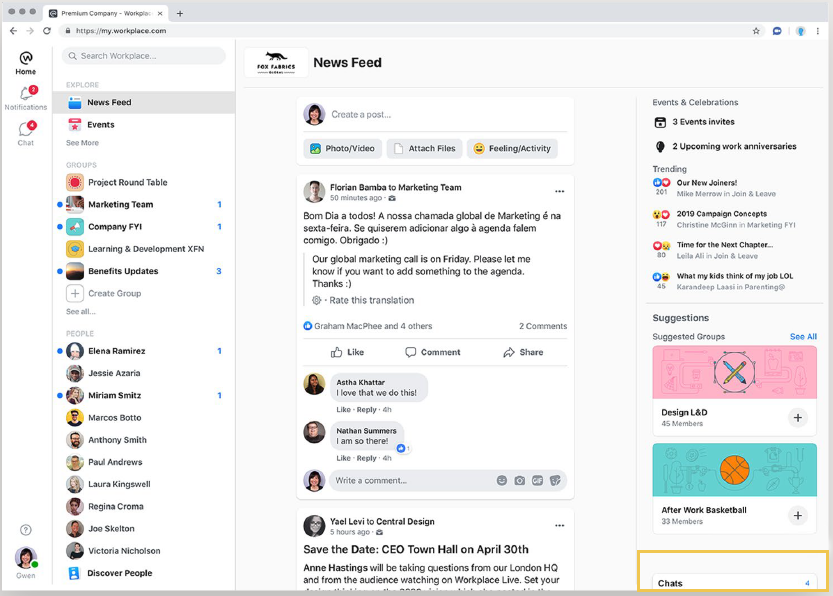 Premium Company - Workplac
https://my.workplace.com
Home
Notifications
2
Chat
4
Gwen
Search Workplace...
EXPLORE
News Feed
Events
See More
GROUPS
Project Round Table
Marketing Team 1
Company FYI 1
Learning & Development XFN
Benefits Updates 3
Create Group
See all...
PEOPLE
Elena Ramirez 1
Jessie Azaria
Miriam Smitz 1
Marcos Botto
Anthony Smith
Paul Andrews
Laura Kingswell
Regina Croma
Joe Skelton
Victoria Nicholson
Discover People
FOX FABRICS
GLOBAL
News Feed
Create a post...
Photo/Video
Attach Files
Feeling/Activity
Florian Bamba to Marketing Team
50 minutes ago ·
Bom Dia a todos! A nossa chamada global de Marketing é na
sexta-feira. Se quiserem adicionar algo à agenda falem
comigo. Obrigado :)
Our global marketing call is on Friday. Please let me
know if you want to add something to the agenda.
Thanks :)
· Rate this translation
Graham MacPhee and 4 others 2 Comments
Like Comment Share
Astha Khattar
I love that we do this!
Like · Reply · 4h
Nathan Summers
I am so there!
1
Like · Reply · 4h
Write a comment...
GIF
Yael Levi to Central Design
5 hours ago ·
Save the Date: CEO Town Hall on April 30th
Anne Hastings will be taking questions from our London HQ
and from the audience watching on Workplace Live. Set your
Events & Celebrations
3 Events invites
2 Upcoming work anniversaries
Trending
Our New Joiners!
201 Mike Merrow in Join & Leave
2019 Campaign Concepts
117 Christine McGinn in Marketing FYI
Time for the Next Chapter...
80 Leila Ali in Join & Leave
What my kids think of my job LOL
45 Karandeep Laasi in Parenting@
Suggestions
Suggested Groups See All
Design L&D
45 Members
After Work Basketball
33 Members
Chats 4